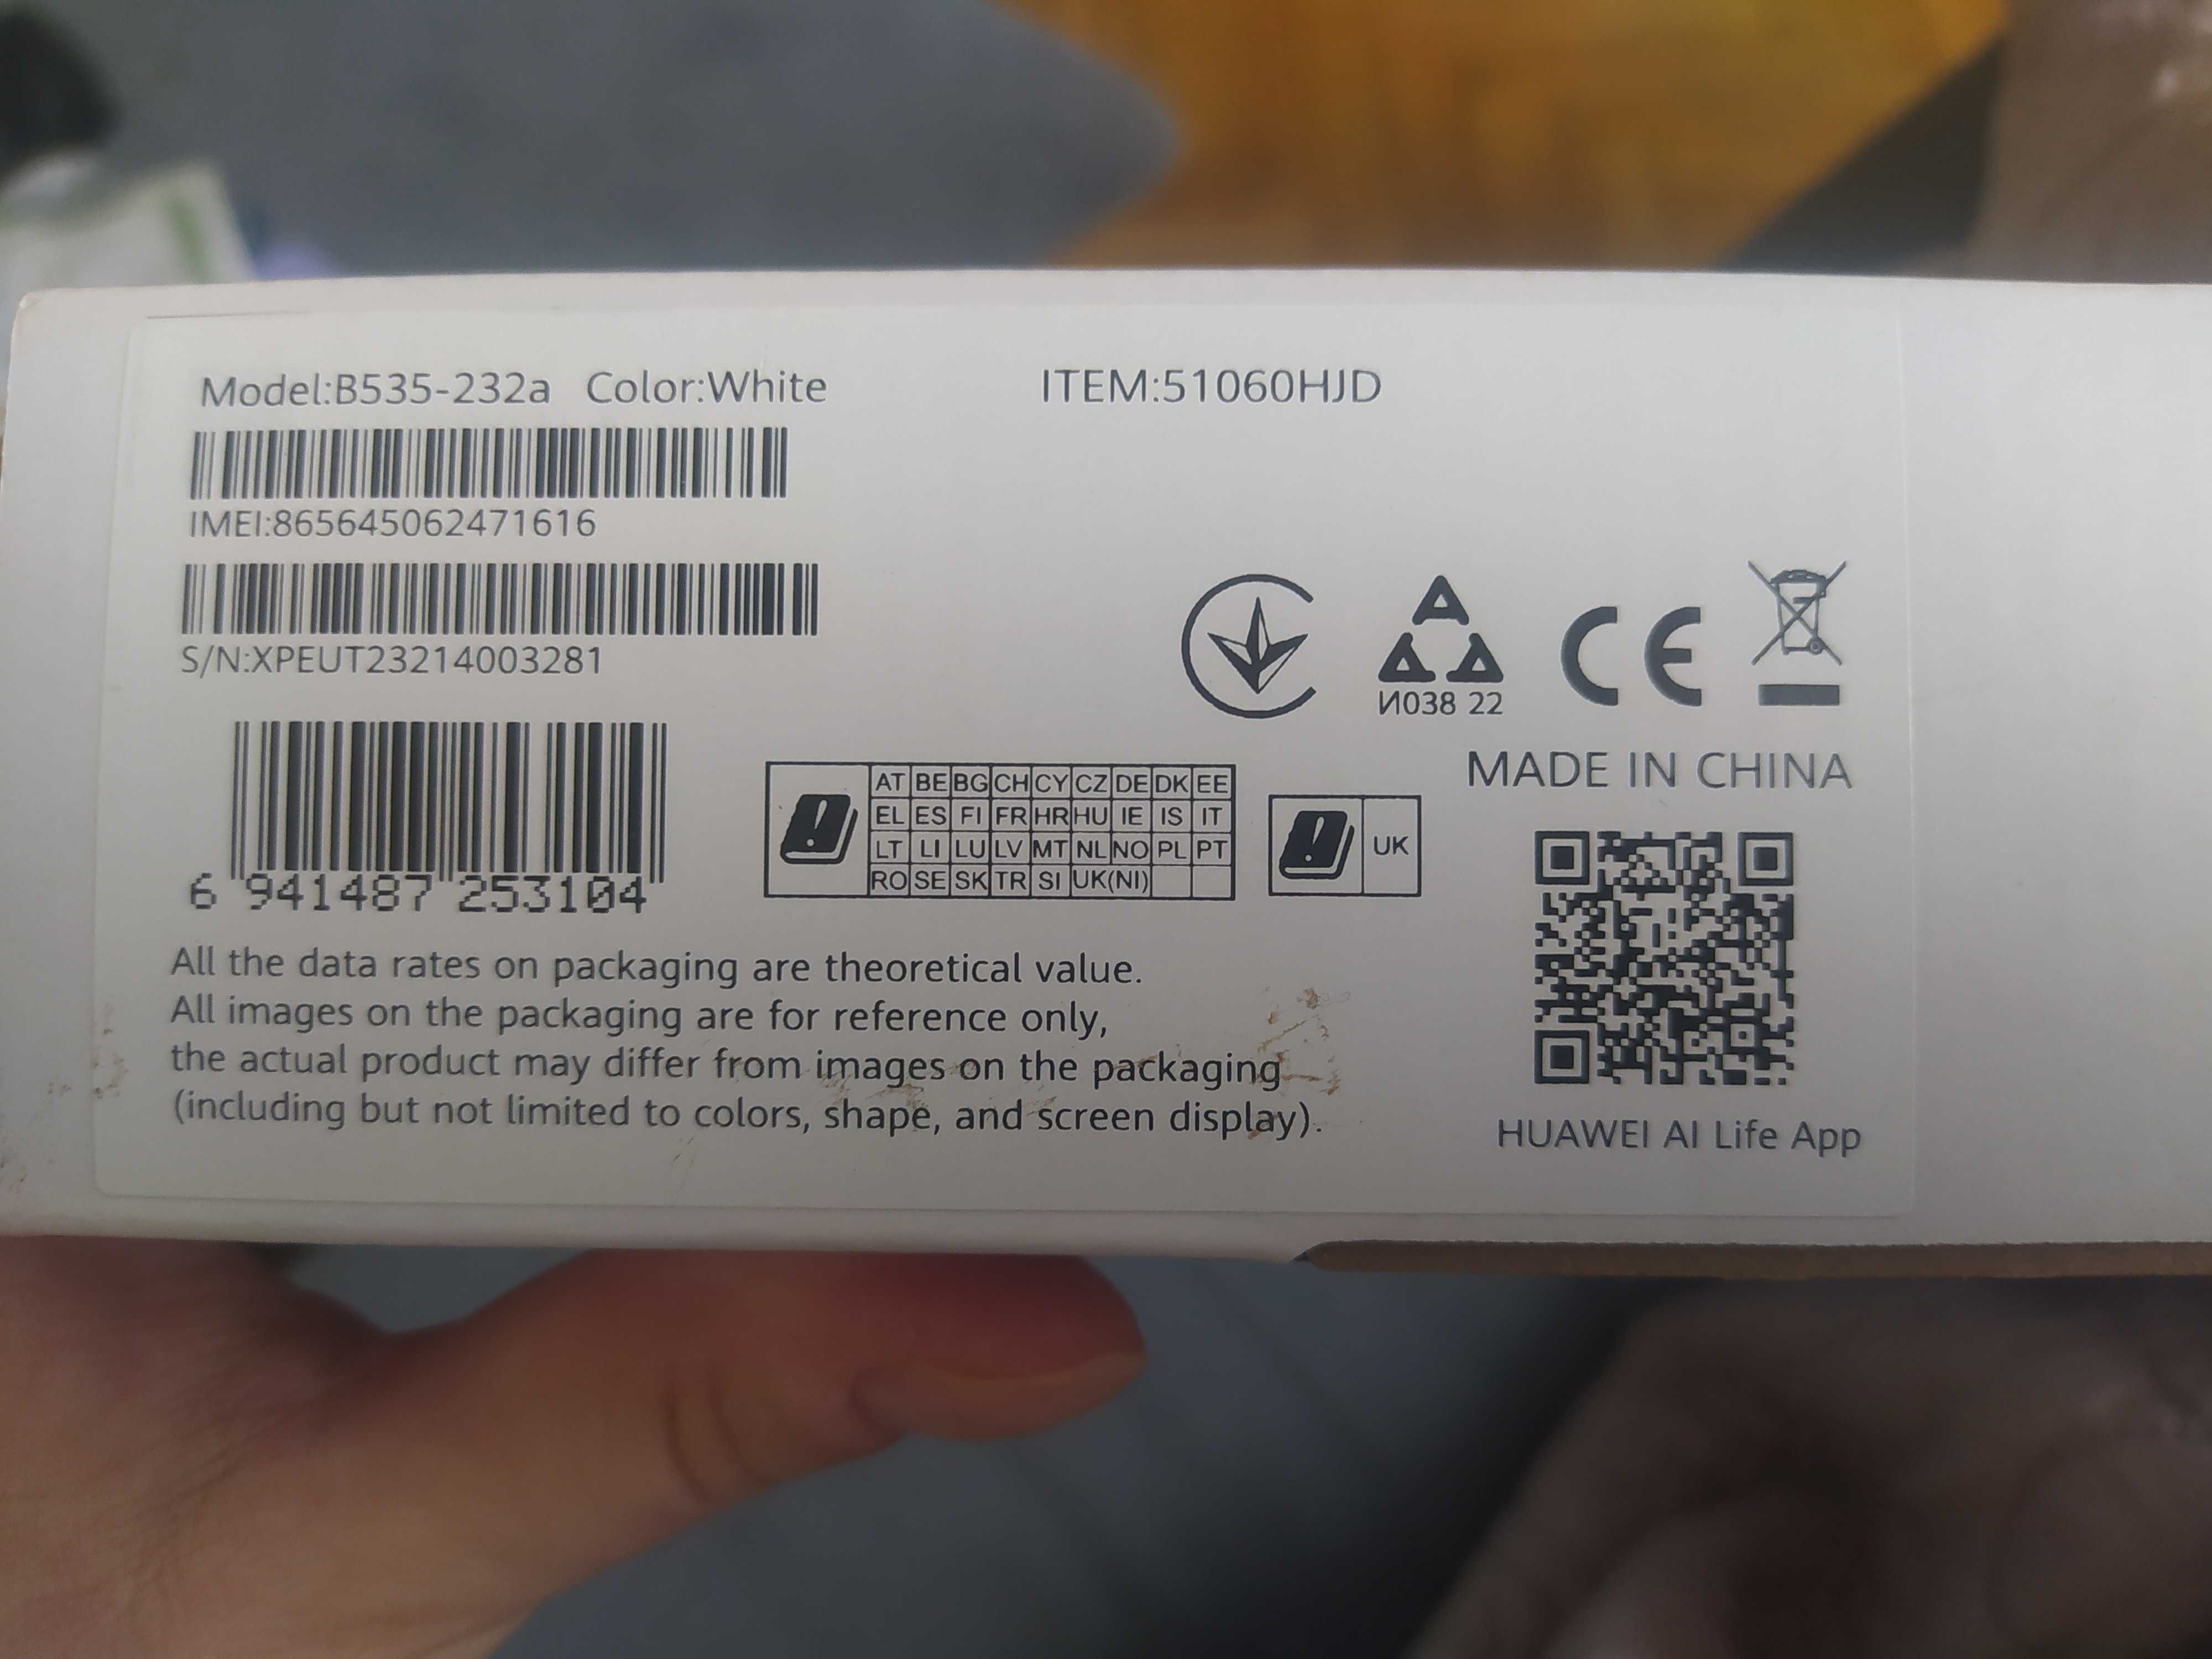 Model:B535-232a Color:White ITEM:51060HJD
IMEI:865645062471616
S/N:XPEUT23214003281
И038 22
CE
MADE IN CHINA
6 941487 253104
AT BE BG CH CY CZ DE DK EE
EL ES FI FR HR HU IE IS IT
LT LI LU LV MT NL NO PL PT
RO SE SK TR SI UK(NI)
UK
All the data rates on packaging are theoretical value.
All images on the packaging are for reference only,
the actual product may differ from images on the packaging
(including but not limited to colors, shape, and screen display).
HUAWEI AI Life App